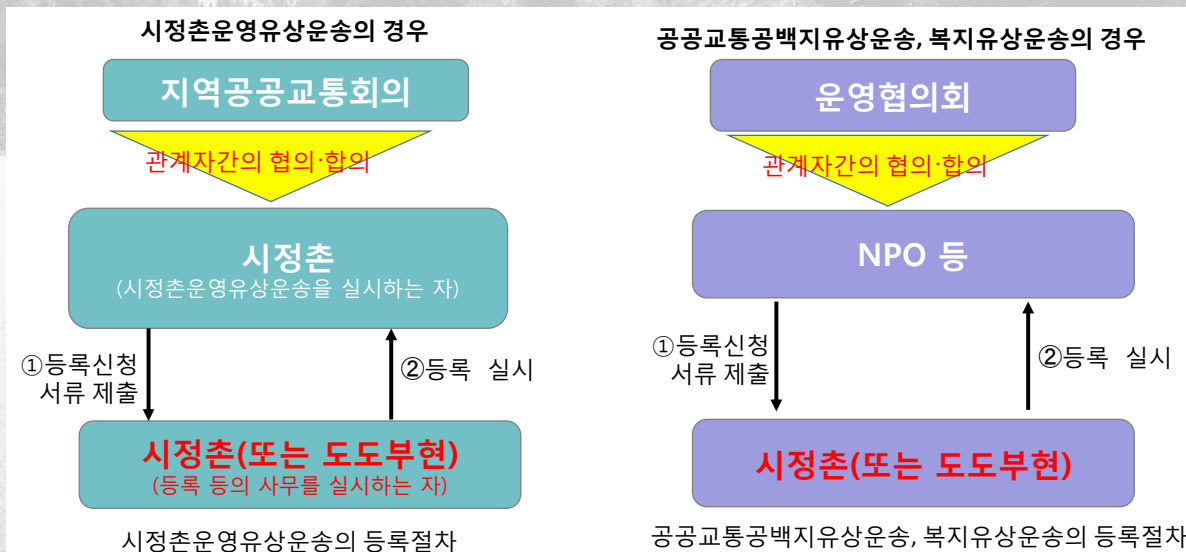 시정촌운영유상운송의 경우
지역공공교통회의
관계자간의 협의·합의
시정촌
(시정촌운영유상운송을 실시하는 자)
①등록신청
서류 제출
②등록 실시
시정촌(또는 도도부현)
(등록 등의 사무를 실시하는 자)
시정촌운영유상운송의 등록절차
공공교통공백지유상운송, 복지유상운송의 경우
운영협의회
관계자간의 협의·합의
NPO 등
①등록신청
서류 제출
②등록 실시
시정촌(또는 도도부현)
공공교통공백지유상운송, 복지유상운송의 등록절차